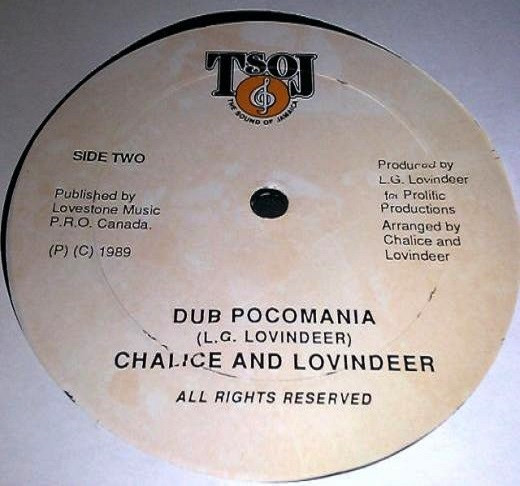 TSOJ
THE SOUND OF JAMAICA
SIDE TWO
Published by
Lovestone Music
P.R.O. Canada.
(P) (C) 1989
Produced by
L.G. Lovindeer
for Prolific
Productions
Arranged by
Chalice and
Lovindeer
DUB POCOMANIA
(L.G. LOVINDEER)
CHALICE AND LOVINDEER
ALL RIGHTS RESERVED